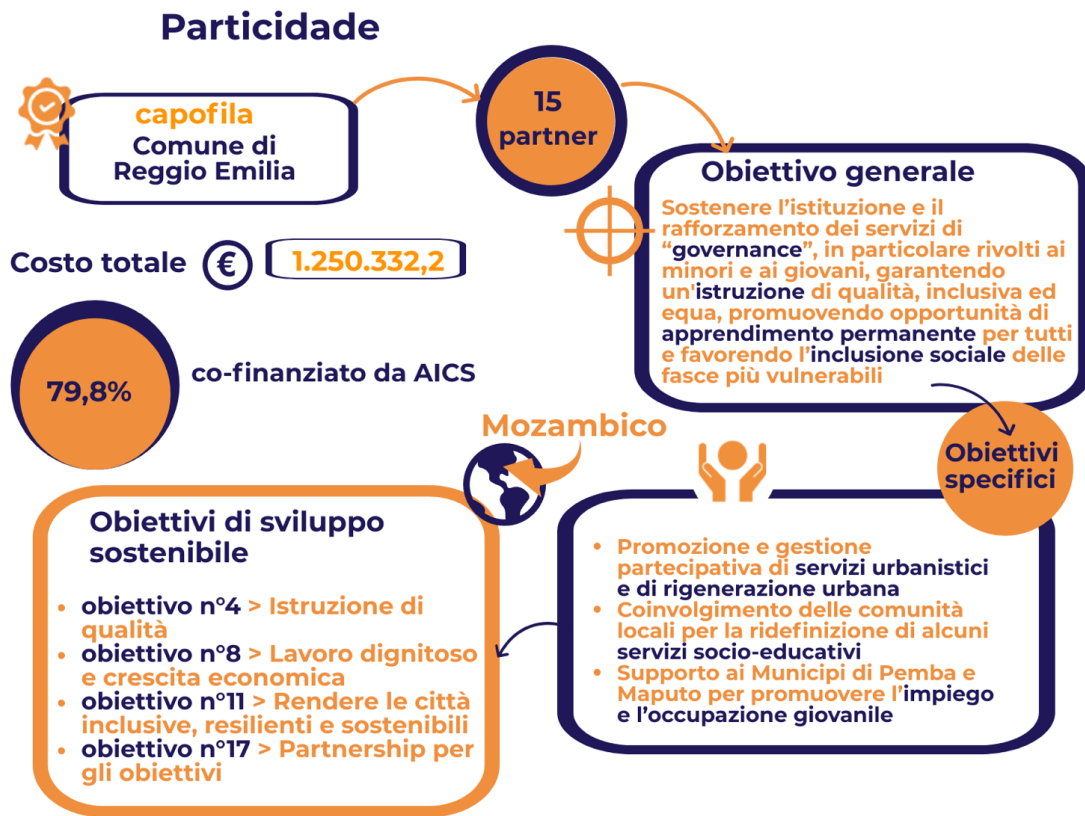 Particidade
capofila
Comune di
Reggio Emilia
15
partner
Obiettivo generale
Sostenere l'istituzione e il
rafforzamento dei servizi di
“governance”, in particolare rivolti ai
minori e ai giovani, garantendo
un'istruzione di qualità, inclusiva ed
equa, promuovendo opportunità di
apprendimento permanente per tutti
e favorendo l'inclusione sociale delle
fasce più vulnerabili
Costo totale € 1.250.332,2
79,8%
co-finanziato da AICS
Mozambico
Obiettivi
specifici
• Promozione e gestione
partecipativa di servizi urbanistici
e di rigenerazione urbana
• Coinvolgimento delle comunità
locali per la ridefinizione di alcuni
servizi socio-educativi
• Supporto ai Municipi di Pemba e
Maputo per promuovere l'impiego
e l'occupazione giovanile
Obiettivi di sviluppo
sostenibile
• obiettivo n°4 > Istruzione di
qualità
• obiettivo n°8 > Lavoro dignitoso
e crescita economica
• obiettivo n°11 > Rendere le città
inclusive, resilienti e sostenibili
• obiettivo n°17 > Partnership per
gli obiettivi